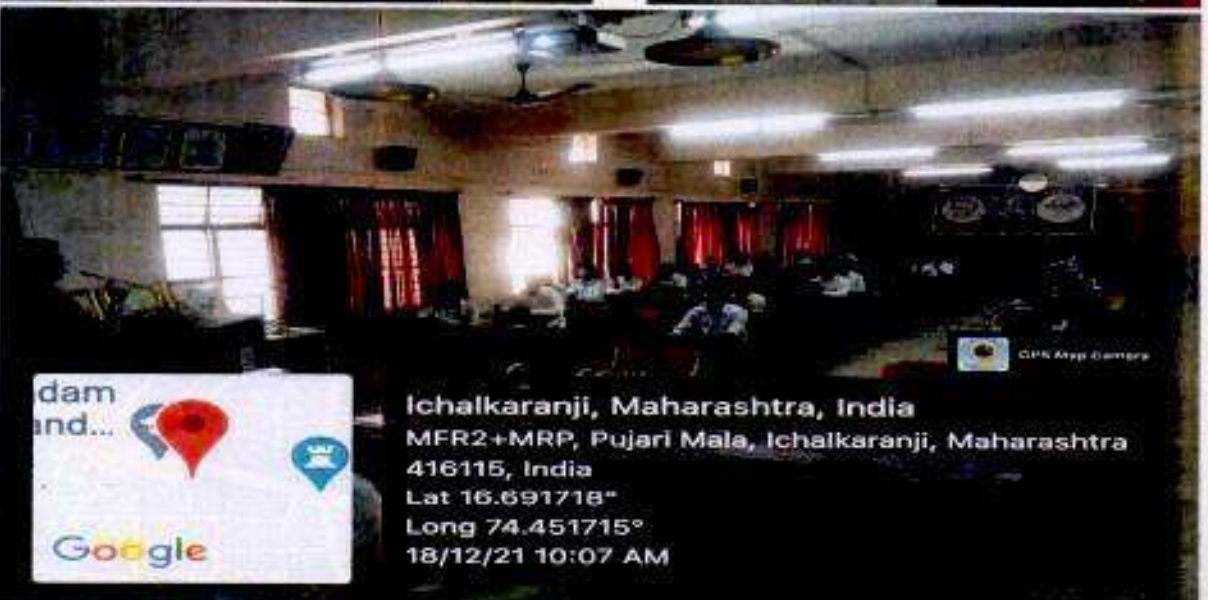 GPS Map Camera
dam
and...
Google
Ichalkaranji, Maharashtra, India
MFR2+MRP, Pujari Mala, Ichalkaranji, Maharashtra
416115, India
Lat 16.691718°
Long 74.451715°
18/12/21 10:07 AM